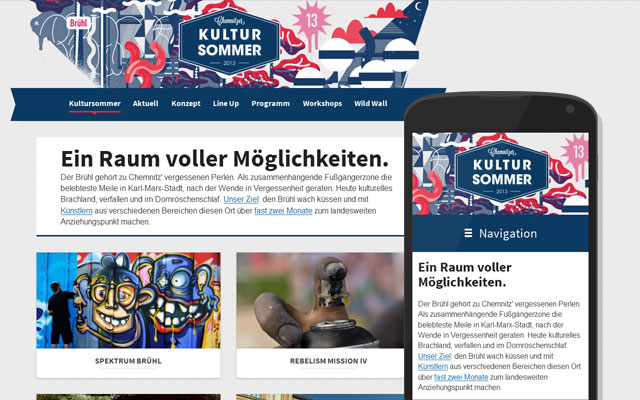 Brühl
Chemnitzer
KULTUR
SOMMER
2013
13
Kultursommer Aktuell Konzept Line Up Programm Workshops Wild Wall
Ein Raum voller Möglichkeiten.
Der Brühl gehört zu Chemnitz' vergessenen Perlen. Als zusammenhängende Fußgängerzone die
belebteste Meile in Karl-Marx-Stadt, nach der Wende in Vergessenheit geraten. Heute kulturelles
Brachland, verfallen und im Dornröschenschlaf. Unser Ziel: den Brühl wach küssen und mit
Künstlern aus verschiedenen Bereichen diesen Ort über fast zwei Monate zum landesweiten
Anziehungspunkt machen.
SPEKTRUM BRÜHL
REBELISM MISSION IV
Chemnitzer
KULTUR
SOMMER
2013
13
Navigation
Ein Raum voller
Möglichkeiten.
Der Brühl gehört zu Chemnitz' vergessenen Perlen.
Als zusammenhängende Fußgängerzone die
belebteste Meile in Karl-Marx-Stadt, nach der Wende
in Vergessenheit geraten. Heute kulturelles
Brachland, verfallen und im Dornröschenschlaf.
Unser Ziel: den Brühl wach küssen und mit
Künstlern aus verschiedenen Bereichen diesen Ort
über fast zwei Monate zum landesweiten
Anziehungspunkt machen.